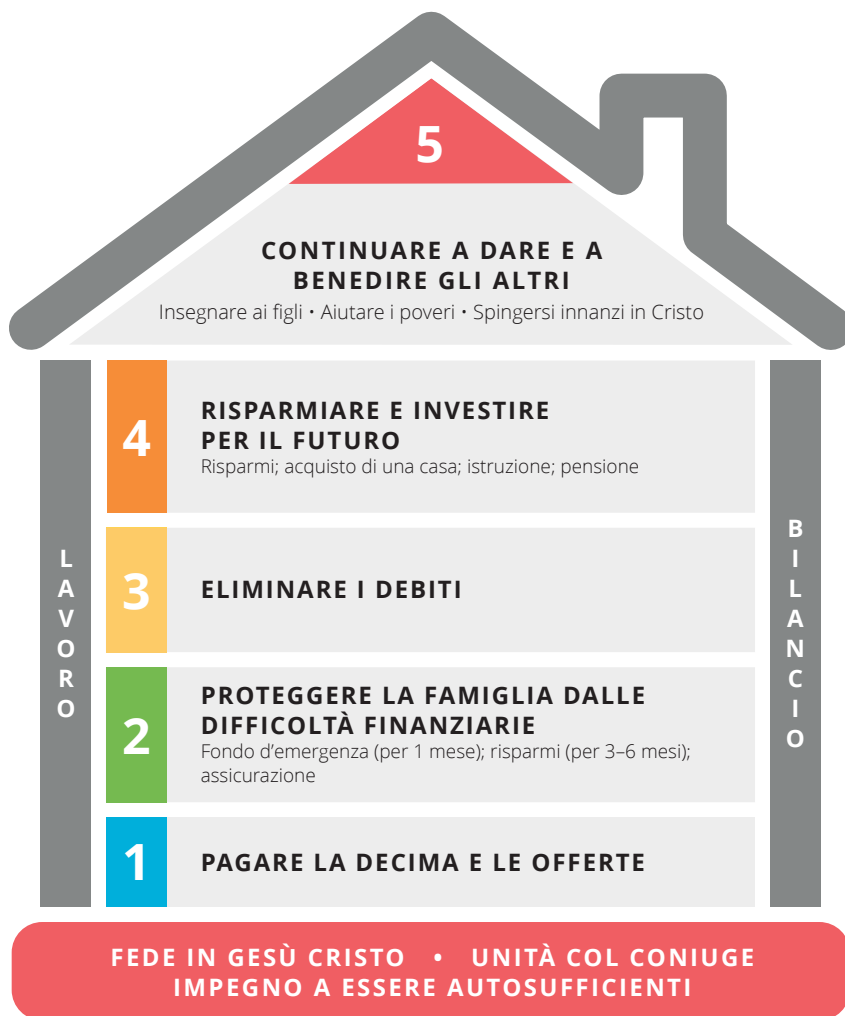 5
CONTINUARE A DARE E A
BENEDIRE GLI ALTRI
Insegnare ai figli • Aiutare i poveri • Spingersi innanzi in Cristo
4
RISPARMIARE E INVESTIRE
PER IL FUTURO
Risparmi; acquisto di una casa; istruzione; pensione
3
ELIMINARE I DEBITI
2
PROTEGGERE LA FAMIGLIA DALLE
DIFFICOLTÀ FINANZIARIE
Fondo d’emergenza (per 1 mese); risparmi (per 3–6 mesi);
assicurazione
1
PAGARE LA DECIMA E LE OFFERTE
LAVORO
BILANCIO
FEDE IN GESÙ CRISTO • UNITÀ COL CONIUGE
IMPEGNO A ESSERE AUTOSUFFICIENTI